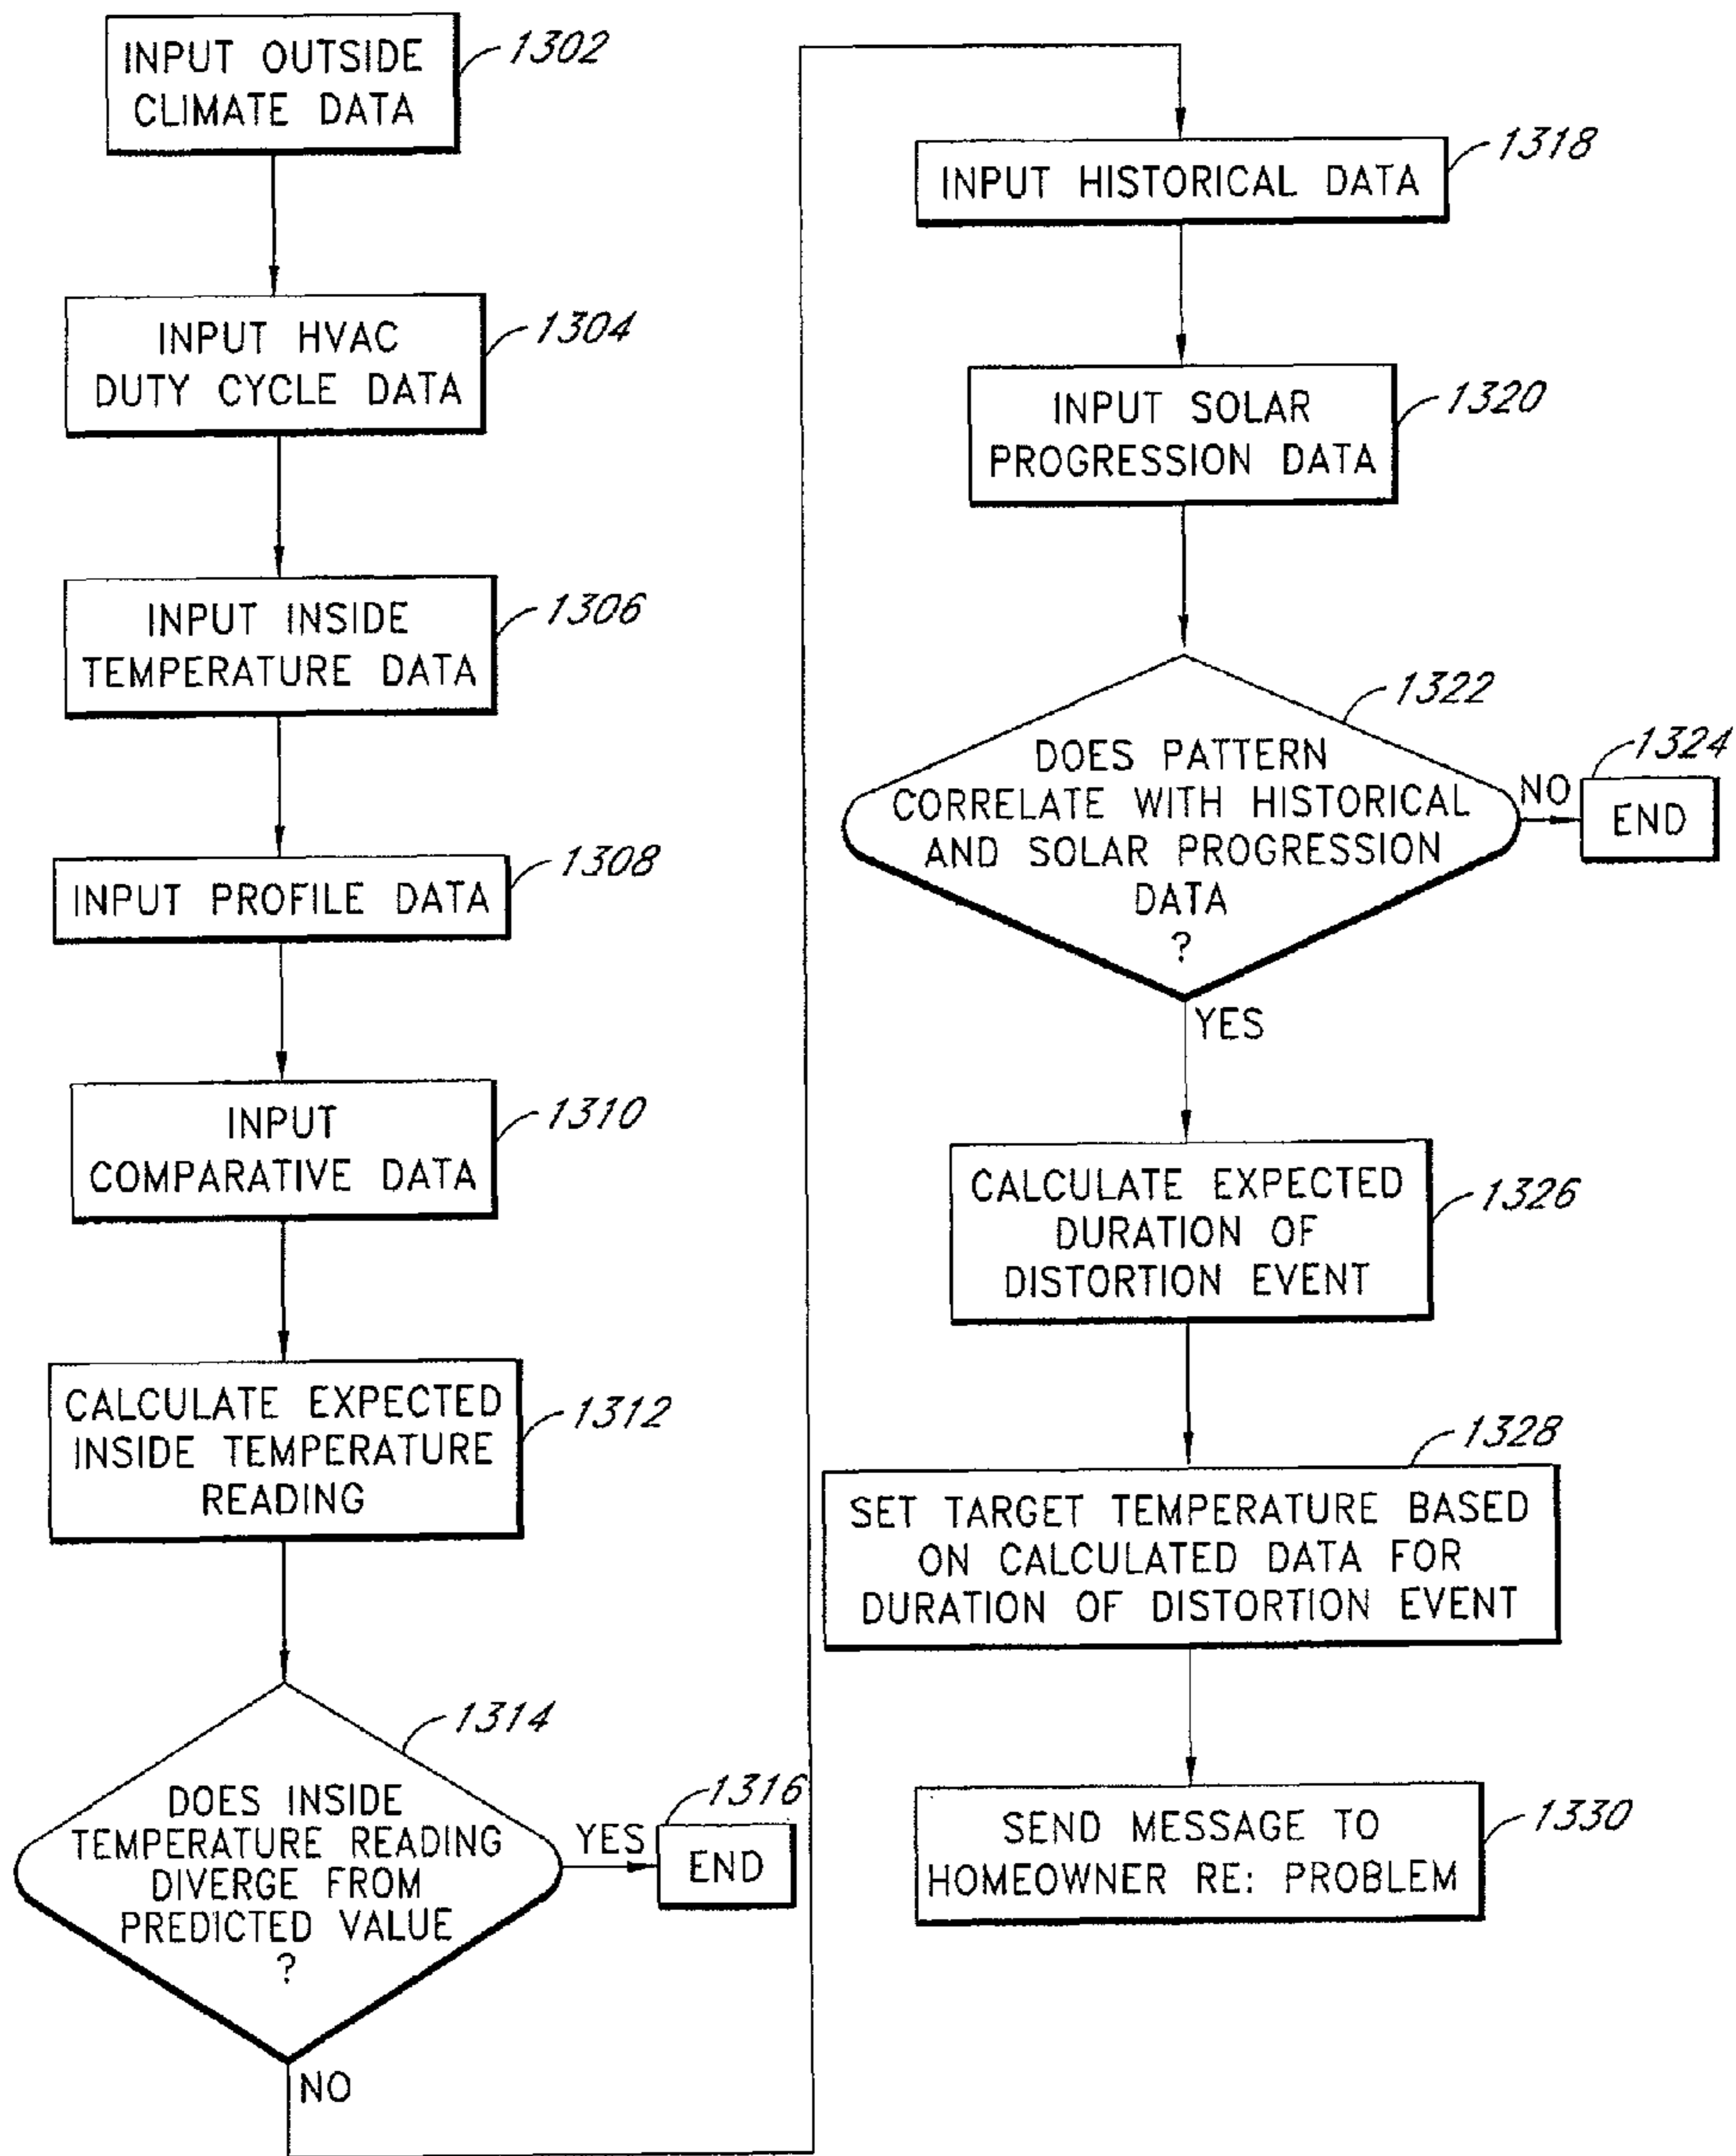 INPUT OUTSIDE
CLIMATE DATA
1302
INPUT HVAC
DUTY CYCLE DATA
1304
INPUT INSIDE
TEMPERATURE DATA
1306
INPUT PROFILE DATA
1308
INPUT
COMPARATIVE DATA
1310
CALCULATE EXPECTED
INSIDE TEMPERATURE
READING
1312
DOES INSIDE
TEMPERATURE READING
DIVERGE FROM
PREDICTED VALUE
?
1314
YES
END
1316
NO
INPUT HISTORICAL DATA
1318
INPUT SOLAR
PROGRESSION DATA
1320
DOES PATTERN
CORRELATE WITH HISTORICAL
AND SOLAR PROGRESSION
DATA
?
1322
NO
END
1324
YES
CALCULATE EXPECTED
DURATION OF
DISTORTION EVENT
1326
SET TARGET TEMPERATURE BASED
ON CALCULATED DATA FOR
DURATION OF DISTORTION EVENT
1328
SEND MESSAGE TO
HOMEOWNER RE: PROBLEM
1330